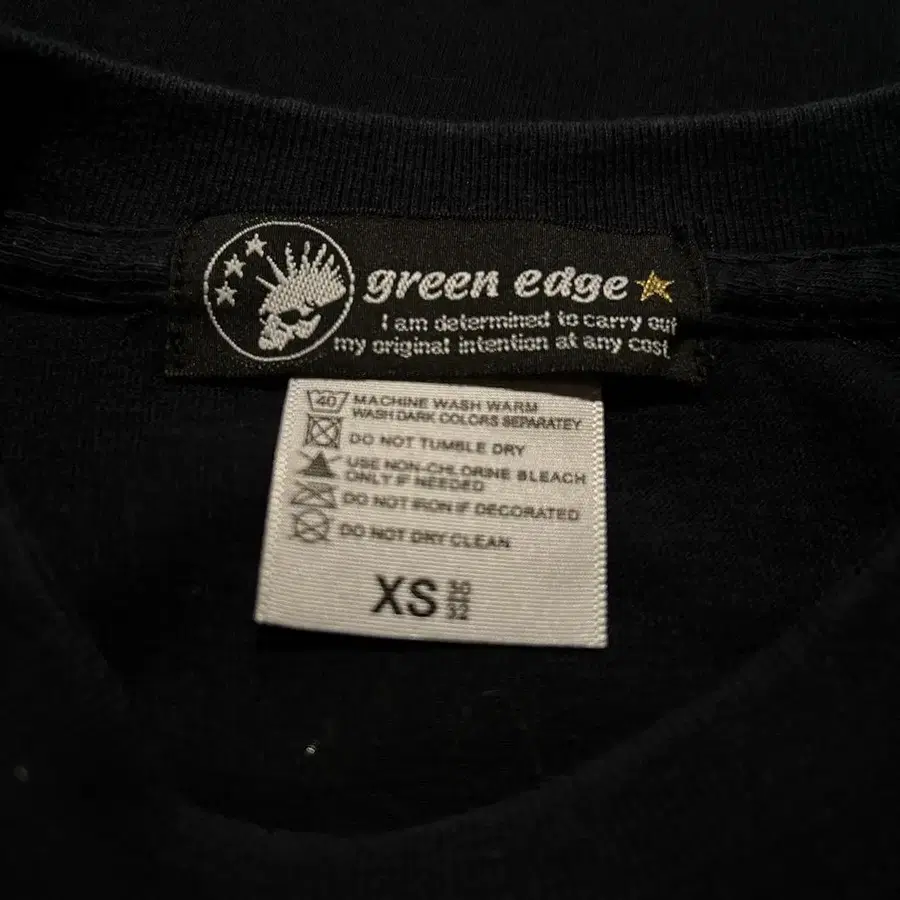 green edge
I am determined to carry out
my original intention at any cost
40 MACHINE WASH WARM
WASH DARK COLORS SEPARATEY
DO NOT TUMBLE DRY
USE NON-CHLORINE BLEACH
ONLY IF NEEDED
DO NOT IRON IF DECORATED
DO NOT DRY CLEAN
XS 30
32